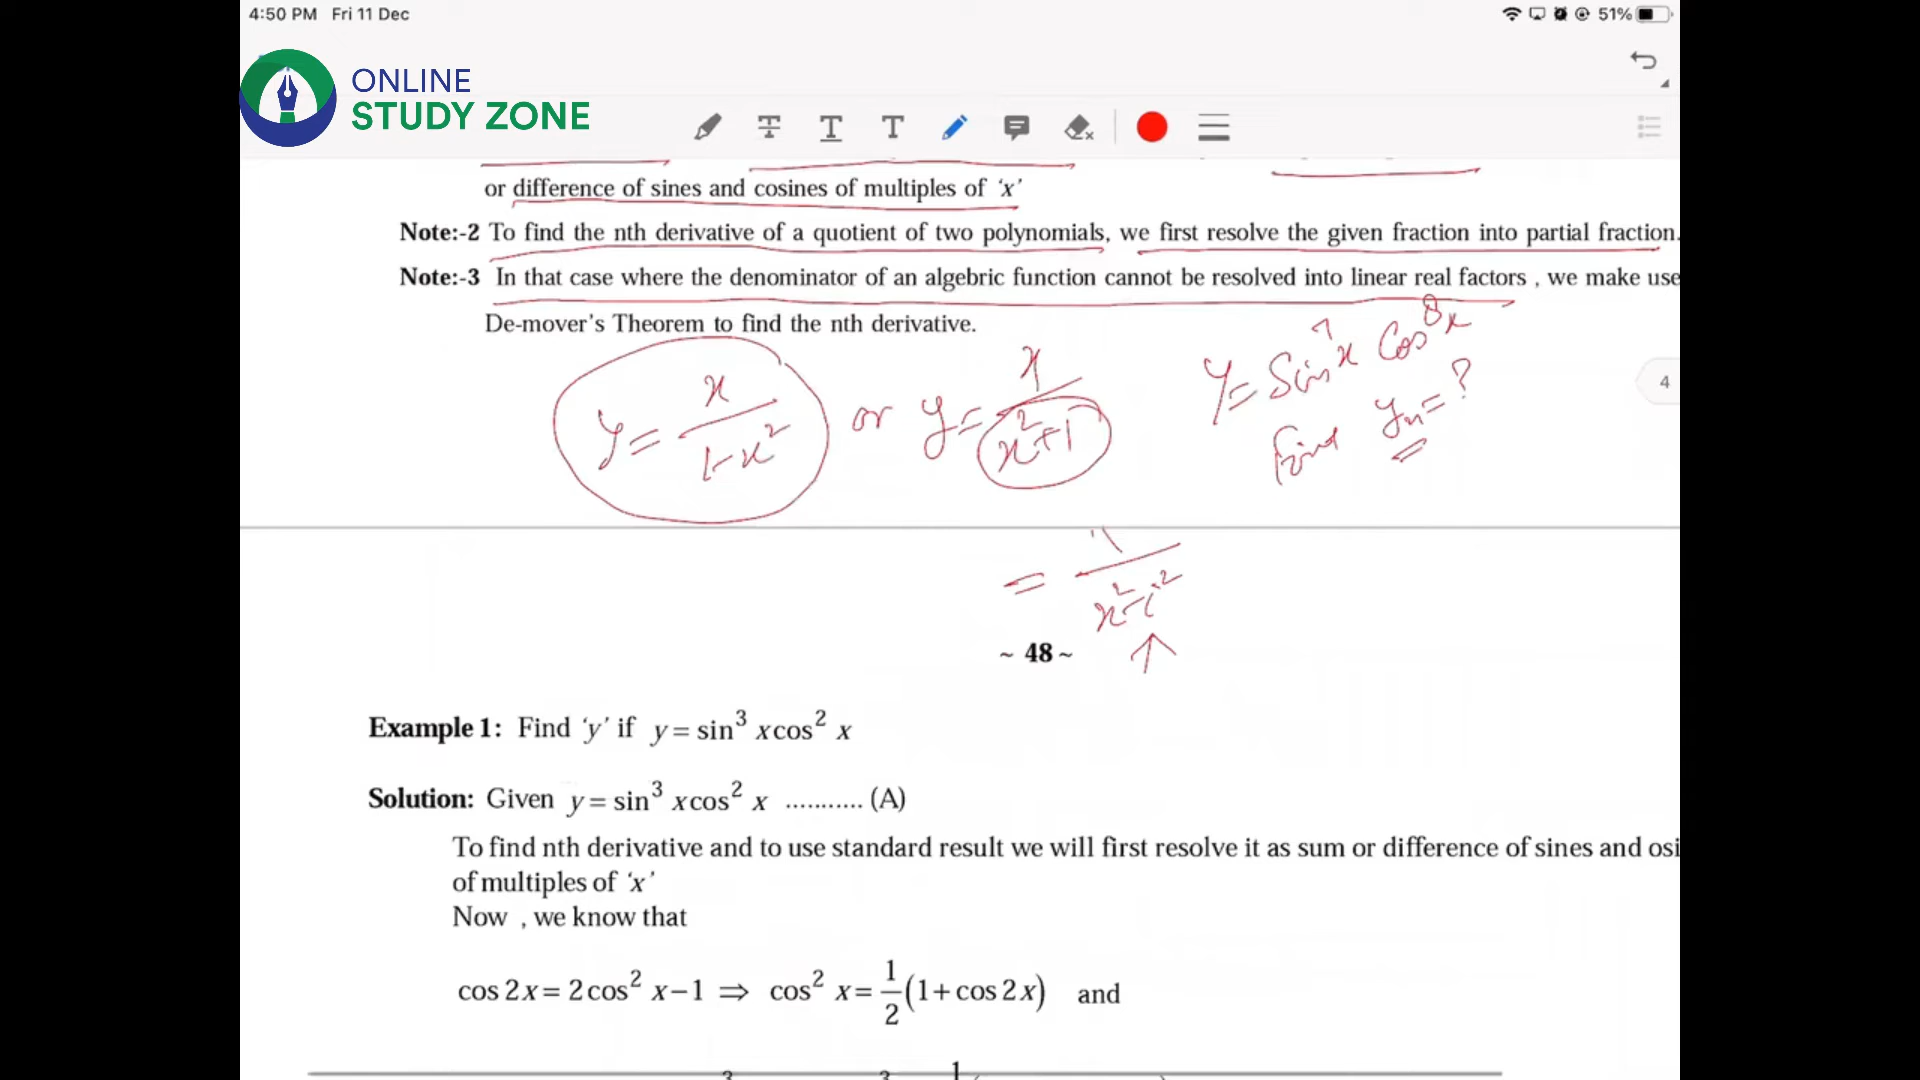 4:50 PM Fri 11 Dec
51%
ONLINE
STUDY ZONE
or difference of sines and cosines of multiples of ‘x’
Note:-2 To find the nth derivative of a quotient of two polynomials, we first resolve the given fraction into partial fraction.
Note:-3 In that case where the denominator of an algebric function cannot be resolved into linear real factors , we make use
De-mover’s Theorem to find the nth derivative.
y = x / 1-x² or y = x / x²+1
y = Sin⁷x Cos⁸x
find yₙ = ?
4
= x / x²-i²
~ 48 ~
Example 1: Find ‘y’ if y = sin³ x cos² x
Solution: Given y = sin³ x cos² x ........... (A)
To find nth derivative and to use standard result we will first resolve it as sum or difference of sines and osi
of multiples of ‘x’
Now , we know that
cos 2x = 2 cos² x − 1 ⇒ cos² x = 1/2 (1 + cos 2x) and